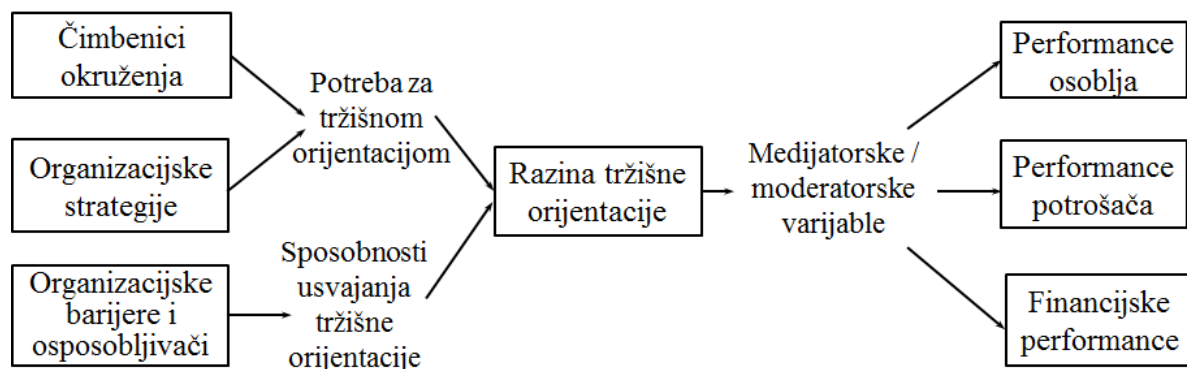 Čimbenici
okruženja
Organizacijske
strategije
Organizacijske
barijere i
osposobljivači
Potreba za
tržišnom
orijentacijom
Sposobnosti
usvajanja
tržišne
orijentacije
Razina tržišne
orijentacije
Medijatorske /
moderatorske
varijable
Performance
osoblja
Performance
potrošača
Financijske
performance